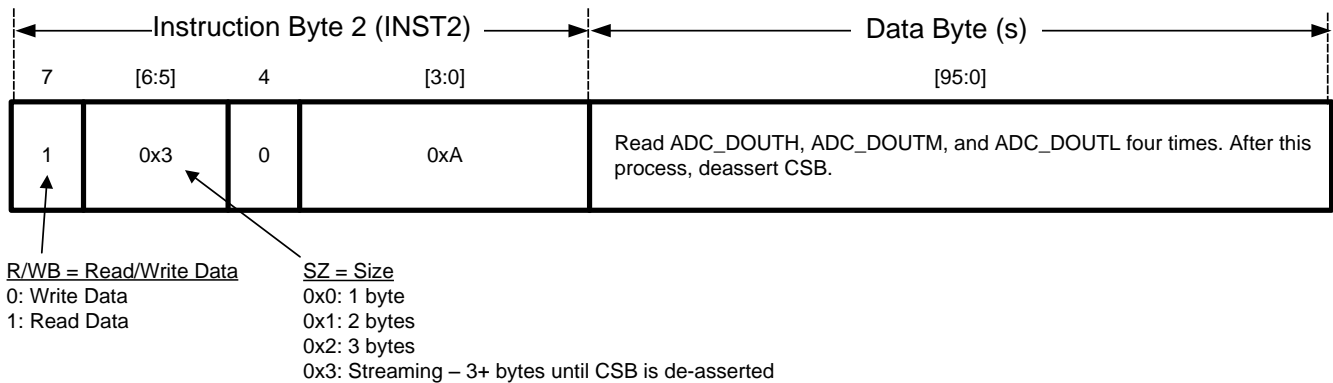 Instruction Byte 2 (INST2) Data Byte (s)
7 [6:5] 4 [3:0] [95:0]
1 0x3 0 0xA Read ADC_DOUTH, ADC_DOUTM, and ADC_DOUTL four times. After this
process, deassert CSB.
R/WB = Read/Write Data
0: Write Data
1: Read Data
SZ = Size
0x0: 1 byte
0x1: 2 bytes
0x2: 3 bytes
0x3: Streaming – 3+ bytes until CSB is de-asserted